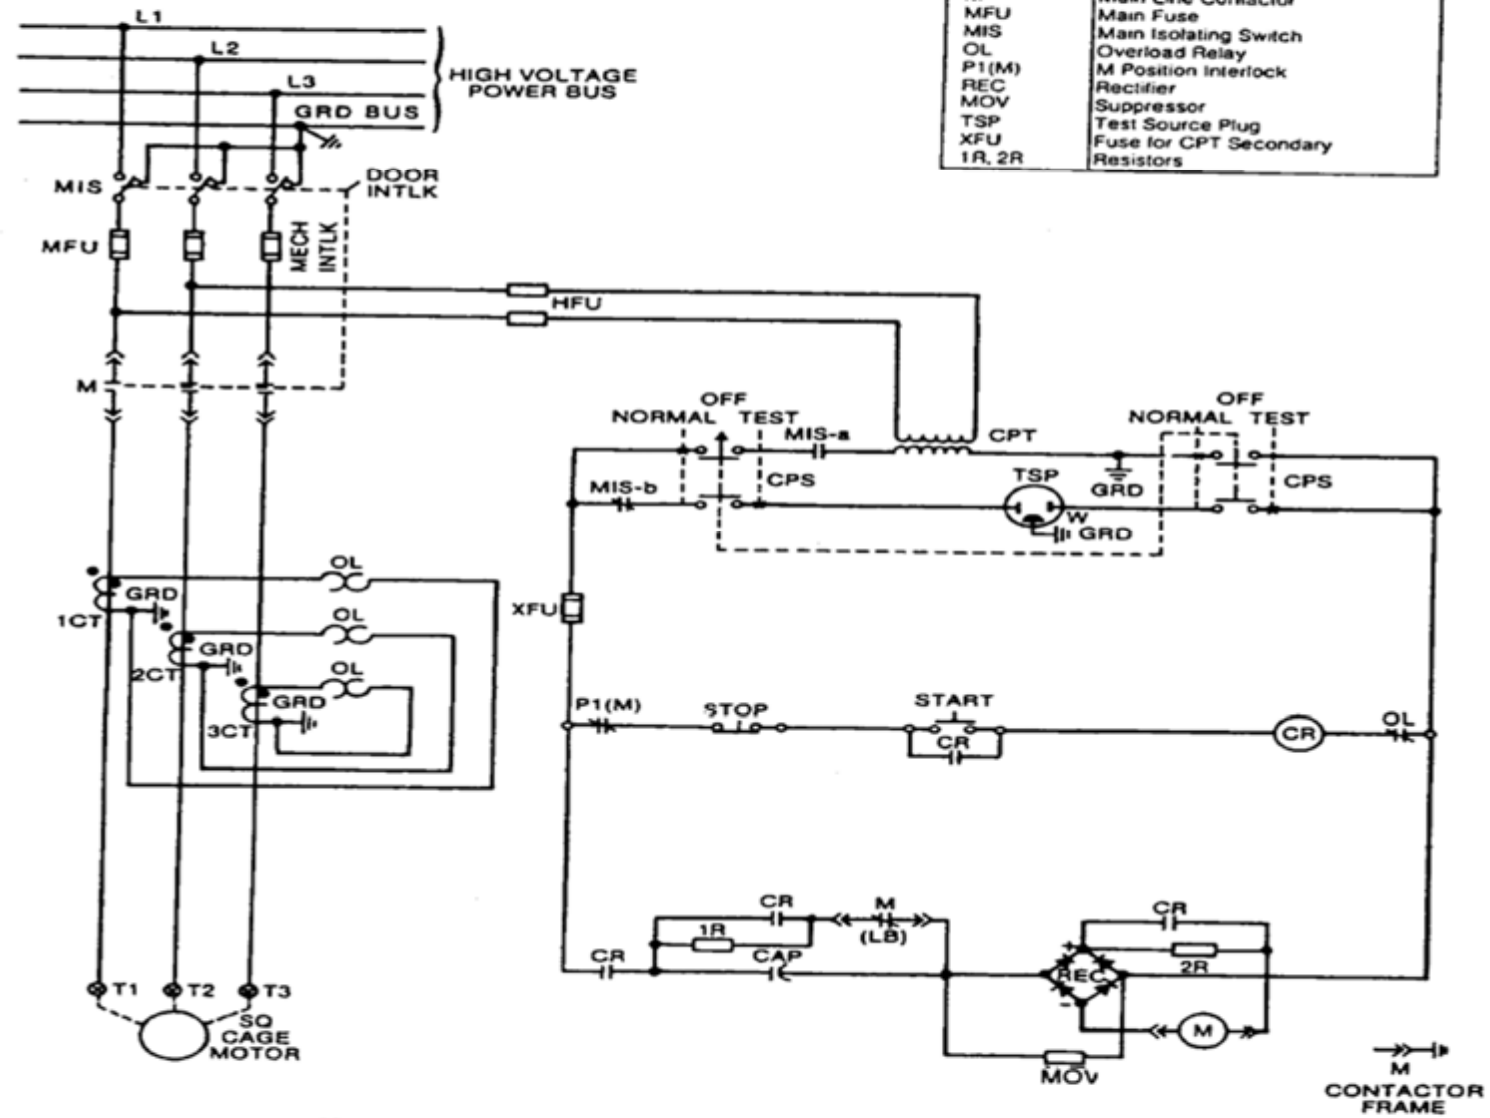 L1
L2
L3
GRD BUS
HIGH VOLTAGE
POWER BUS
Main Line Contactor
MFU Main Fuse
MIS Main Isolating Switch
OL Overload Relay
P1(M) M Position Interlock
REC Rectifier
MOV Suppressor
TSP Test Source Plug
XFU Fuse for CPT Secondary
1R, 2R Resistors
MIS
DOOR
INTLK
MFU
MECH
INTLK
HFU
M
OFF
NORMAL TEST
MIS-a
CPT
OFF
NORMAL TEST
MIS-b
CPS
TSP
GRD
CPS
W
GRD
OL
GRD
1CT
XFU
OL
GRD
2CT
OL
GRD
3CT
P1(M)
STOP
START
CR
CR
OL
CR
M
(LB)
1R
CR
CAP
CR
+
REC
2R
-
M
MOV
T1
T2
T3
SQ
CAGE
MOTOR
M
CONTACTOR
FRAME